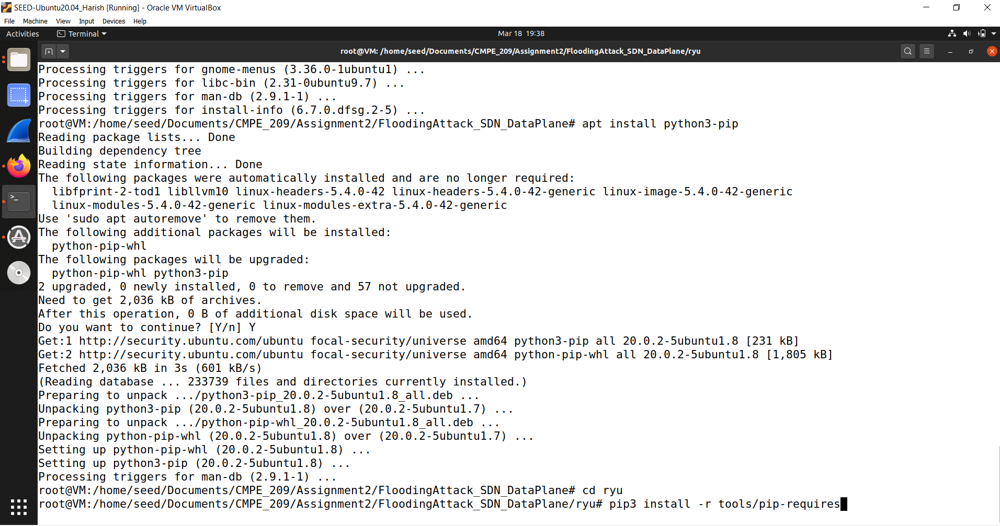 SEED-Ubuntu20.04_Harish [Running] - Oracle VM VirtualBox
File Machine View Input Devices Help
Activities Terminal Mar 18 19:38
root@VM: /home/seed/Documents/CMPE_209/Assignment2/FloodingAttack_SDN_DataPlane/ryu
Processing triggers for gnome-menus (3.36.0-1ubuntu1) ...
Processing triggers for libc-bin (2.31-0ubuntu9.7) ...
Processing triggers for man-db (2.9.1-1) ...
Processing triggers for install-info (6.7.0.dfsg.2-5) ...
root@VM:/home/seed/Documents/CMPE_209/Assignment2/FloodingAttack_SDN_DataPlane# apt install python3-pip
Reading package lists... Done
Building dependency tree
Reading state information... Done
The following packages were automatically installed and are no longer required:
  libfprint-2-tod1 libllvm10 linux-headers-5.4.0-42 linux-headers-5.4.0-42-generic linux-image-5.4.0-42-generic
  linux-modules-5.4.0-42-generic linux-modules-extra-5.4.0-42-generic
Use 'sudo apt autoremove' to remove them.
The following additional packages will be installed:
  python-pip-whl
The following packages will be upgraded:
  python-pip-whl python3-pip
2 upgraded, 0 newly installed, 0 to remove and 57 not upgraded.
Need to get 2,036 kB of archives.
After this operation, 0 B of additional disk space will be used.
Do you want to continue? [Y/n] Y
Get:1 http://security.ubuntu.com/ubuntu focal-security/universe amd64 python3-pip all 20.0.2-5ubuntu1.8 [231 kB]
Get:2 http://security.ubuntu.com/ubuntu focal-security/universe amd64 python-pip-whl all 20.0.2-5ubuntu1.8 [1,805 kB]
Fetched 2,036 kB in 3s (601 kB/s)
(Reading database ... 233739 files and directories currently installed.)
Preparing to unpack .../python3-pip_20.0.2-5ubuntu1.8_all.deb ...
Unpacking python3-pip (20.0.2-5ubuntu1.8) over (20.0.2-5ubuntu1.7) ...
Preparing to unpack .../python-pip-whl_20.0.2-5ubuntu1.8_all.deb ...
Unpacking python-pip-whl (20.0.2-5ubuntu1.8) over (20.0.2-5ubuntu1.7) ...
Setting up python-pip-whl (20.0.2-5ubuntu1.8) ...
Setting up python3-pip (20.0.2-5ubuntu1.8) ...
Processing triggers for man-db (2.9.1-1) ...
root@VM:/home/seed/Documents/CMPE_209/Assignment2/FloodingAttack_SDN_DataPlane# cd ryu
root@VM:/home/seed/Documents/CMPE_209/Assignment2/FloodingAttack_SDN_DataPlane/ryu# pip3 install -r tools/pip-requires